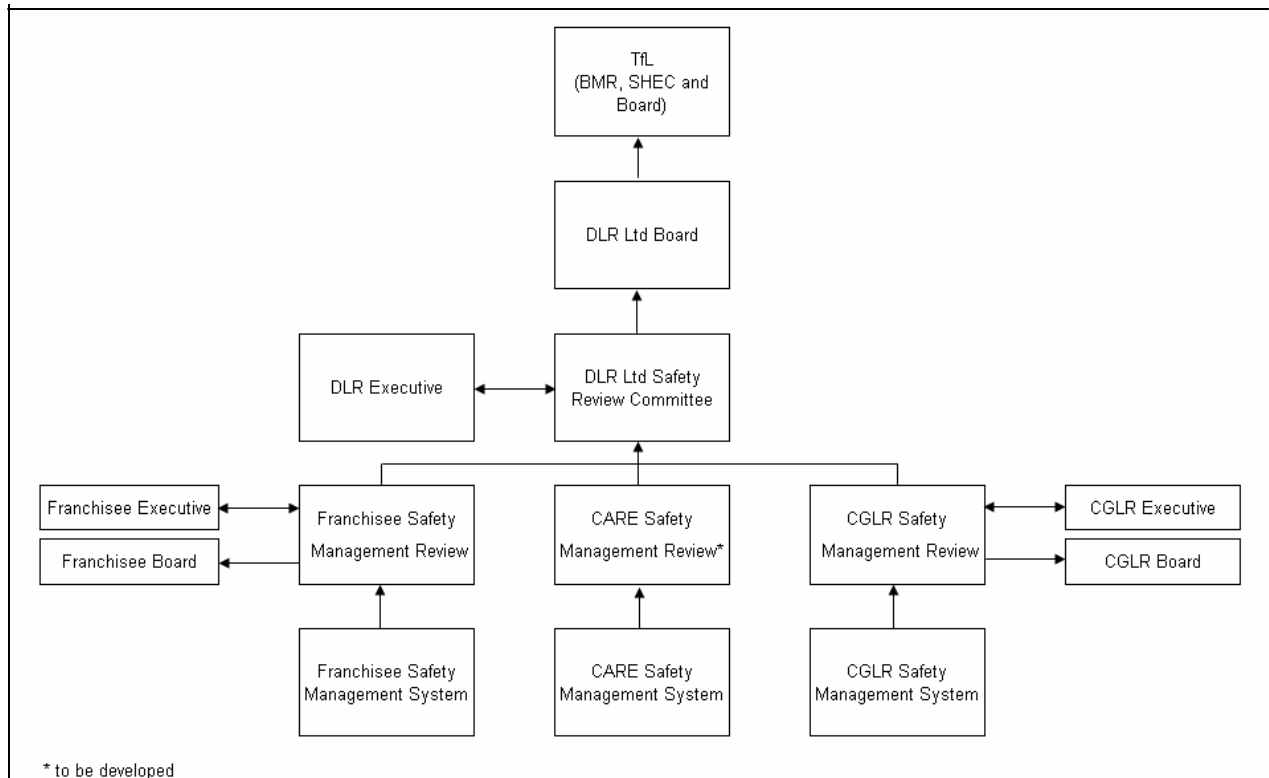 TfL
(BMR, SHEC and
Board)
DLR Ltd Board
DLR Executive
DLR Ltd Safety
Review Committee
Franchisee Executive
Franchisee Board
Franchisee Safety
Management Review
CARE Safety
Management Review*
CGLR Safety
Management Review
CGLR Executive
CGLR Board
Franchisee Safety
Management System
CARE Safety
Management System
CGLR Safety
Management System
* to be developed